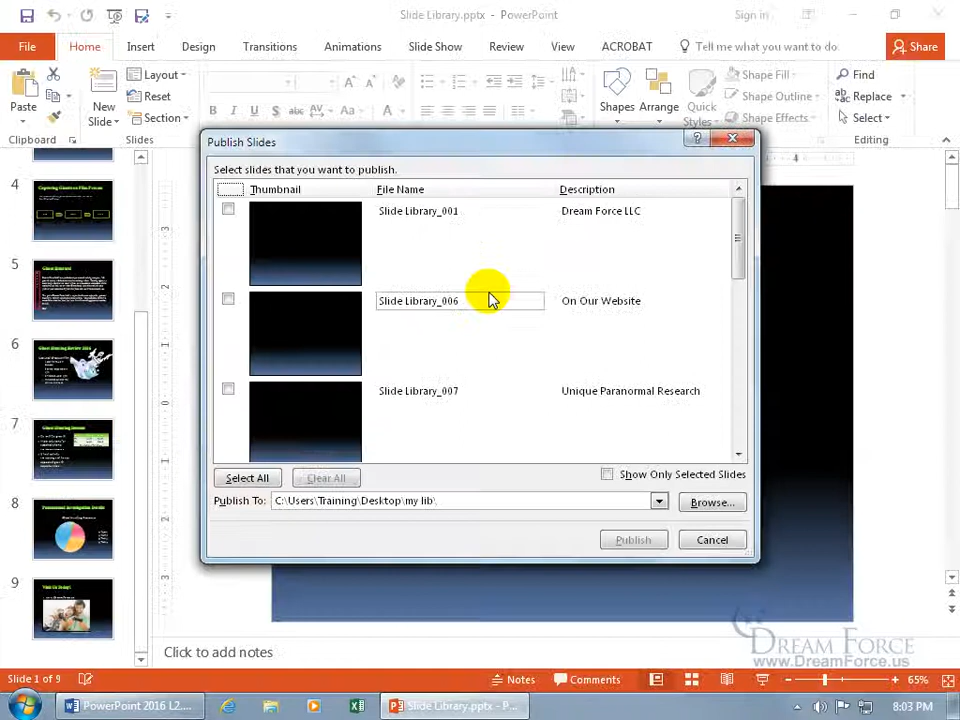 Slide Library.pptx - PowerPoint
Sign in
File
Home
Insert
Design
Transitions
Animations
Slide Show
Review
View
ACROBAT
Tell me what you want to do.
Share
Paste
New
Slide
Layout
Reset
Section
B I U S abc AV Aa A
Shapes
Arrange
Quick
Styles
Shape Fill
Shape Outline
Shape Effects
Find
Replace
Select
Clipboard
Slides
Editing
Publish Slides
Select slides that you want to publish.
Thumbnail
File Name
Description
Slide Library_001
Dream Force LLC
Slide Library_006
On Our Website
Slide Library_007
Unique Paranormal Research
Select All
Clear All
Show Only Selected Slides
Publish To:
C:\Users\Training\Desktop\my lib\
Browse...
Publish
Cancel
4
5
6
7
8
9
Visit Us Today!
Click to add notes
DREAM FORCE
www.DreamForce.us
Slide 1 of 9
Notes
Comments
65%
PowerPoint 2016 L2...
Slide Library.pptx - P...
8:03 PM